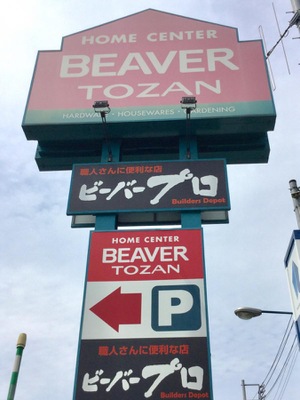 HOME CENTER
BEAVER
TOZAN
HARDWARE・HOUSEWARES・GARDENING
職人さんに便利な店
ビーバープロ
Builders Depot
HOME CENTER
BEAVER
TOZAN
P
職人さんに便利な店
ビーバープロ
Builders Depot